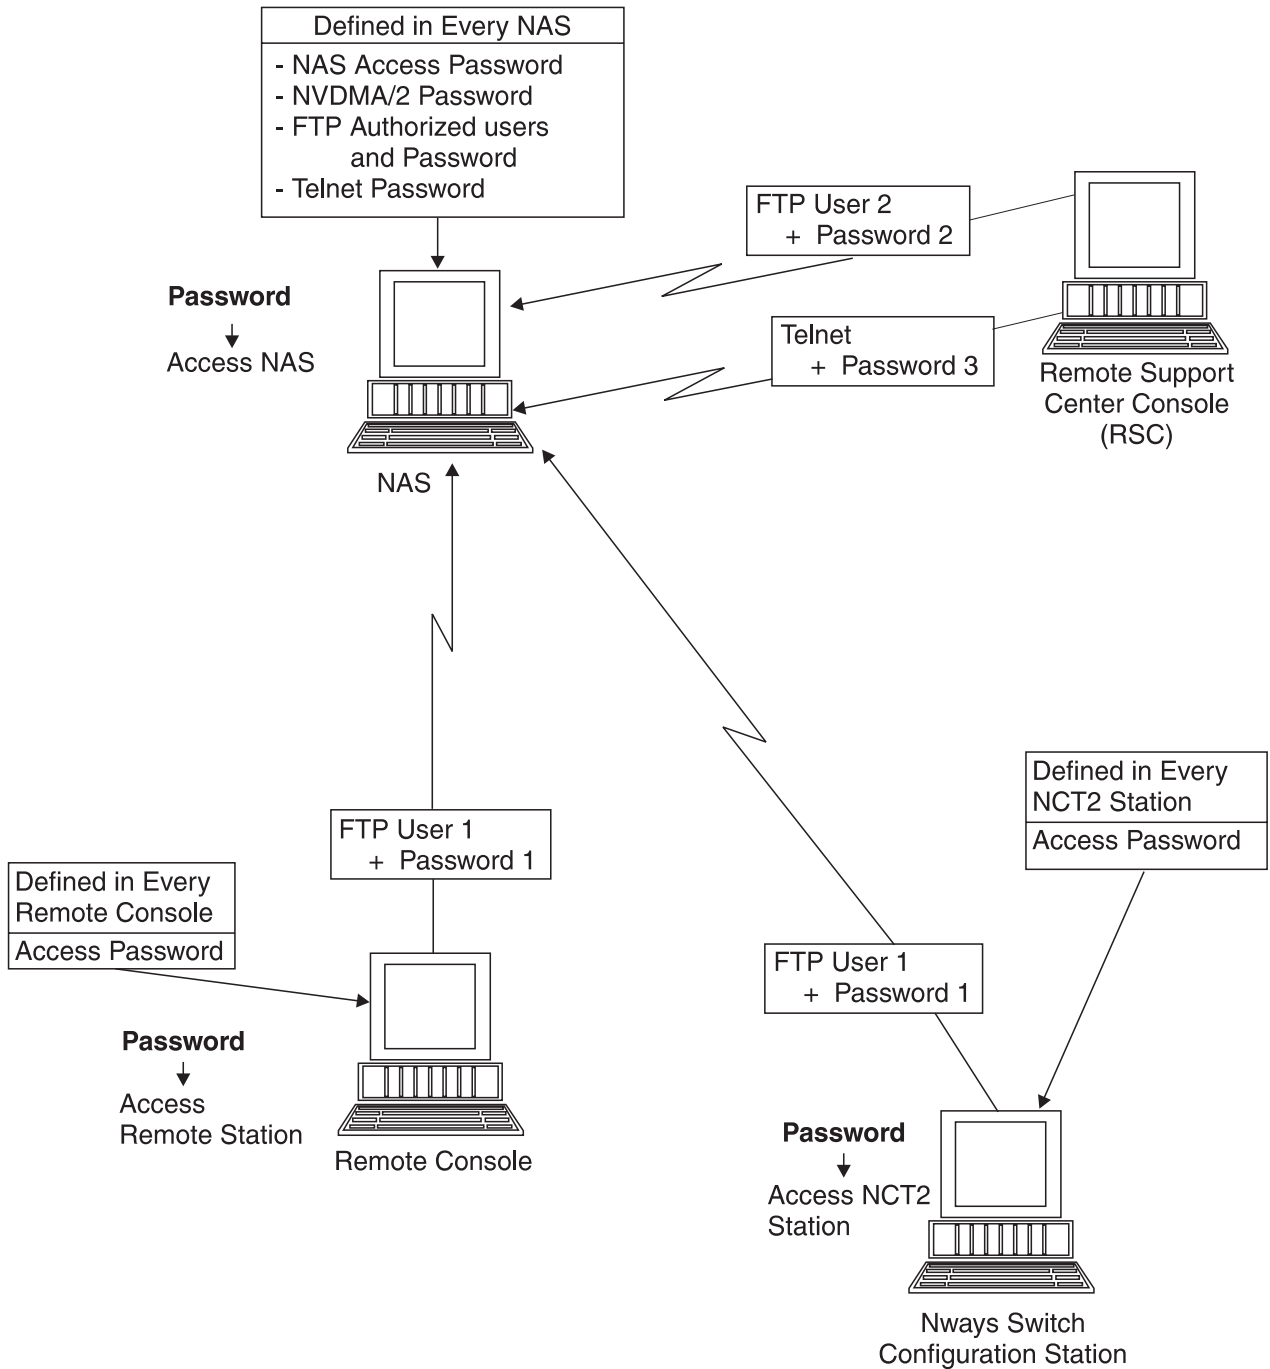 Defined in Every NAS
- NAS Access Password
- NVDMA/2 Password
- FTP Authorized users
and Password
- Telnet Password
FTP User 2
+ Password 2
Password
Access NAS
Telnet
+ Password 3
Remote Support
Center Console
(RSC)
NAS
Defined in Every
NCT2 Station
Access Password
FTP User 1
+ Password 1
Defined in Every
Remote Console
Access Password
FTP User 1
+ Password 1
Password
Access
Remote Station
Remote Console
Password
Access NCT2
Station
Nways Switch
Configuration Station